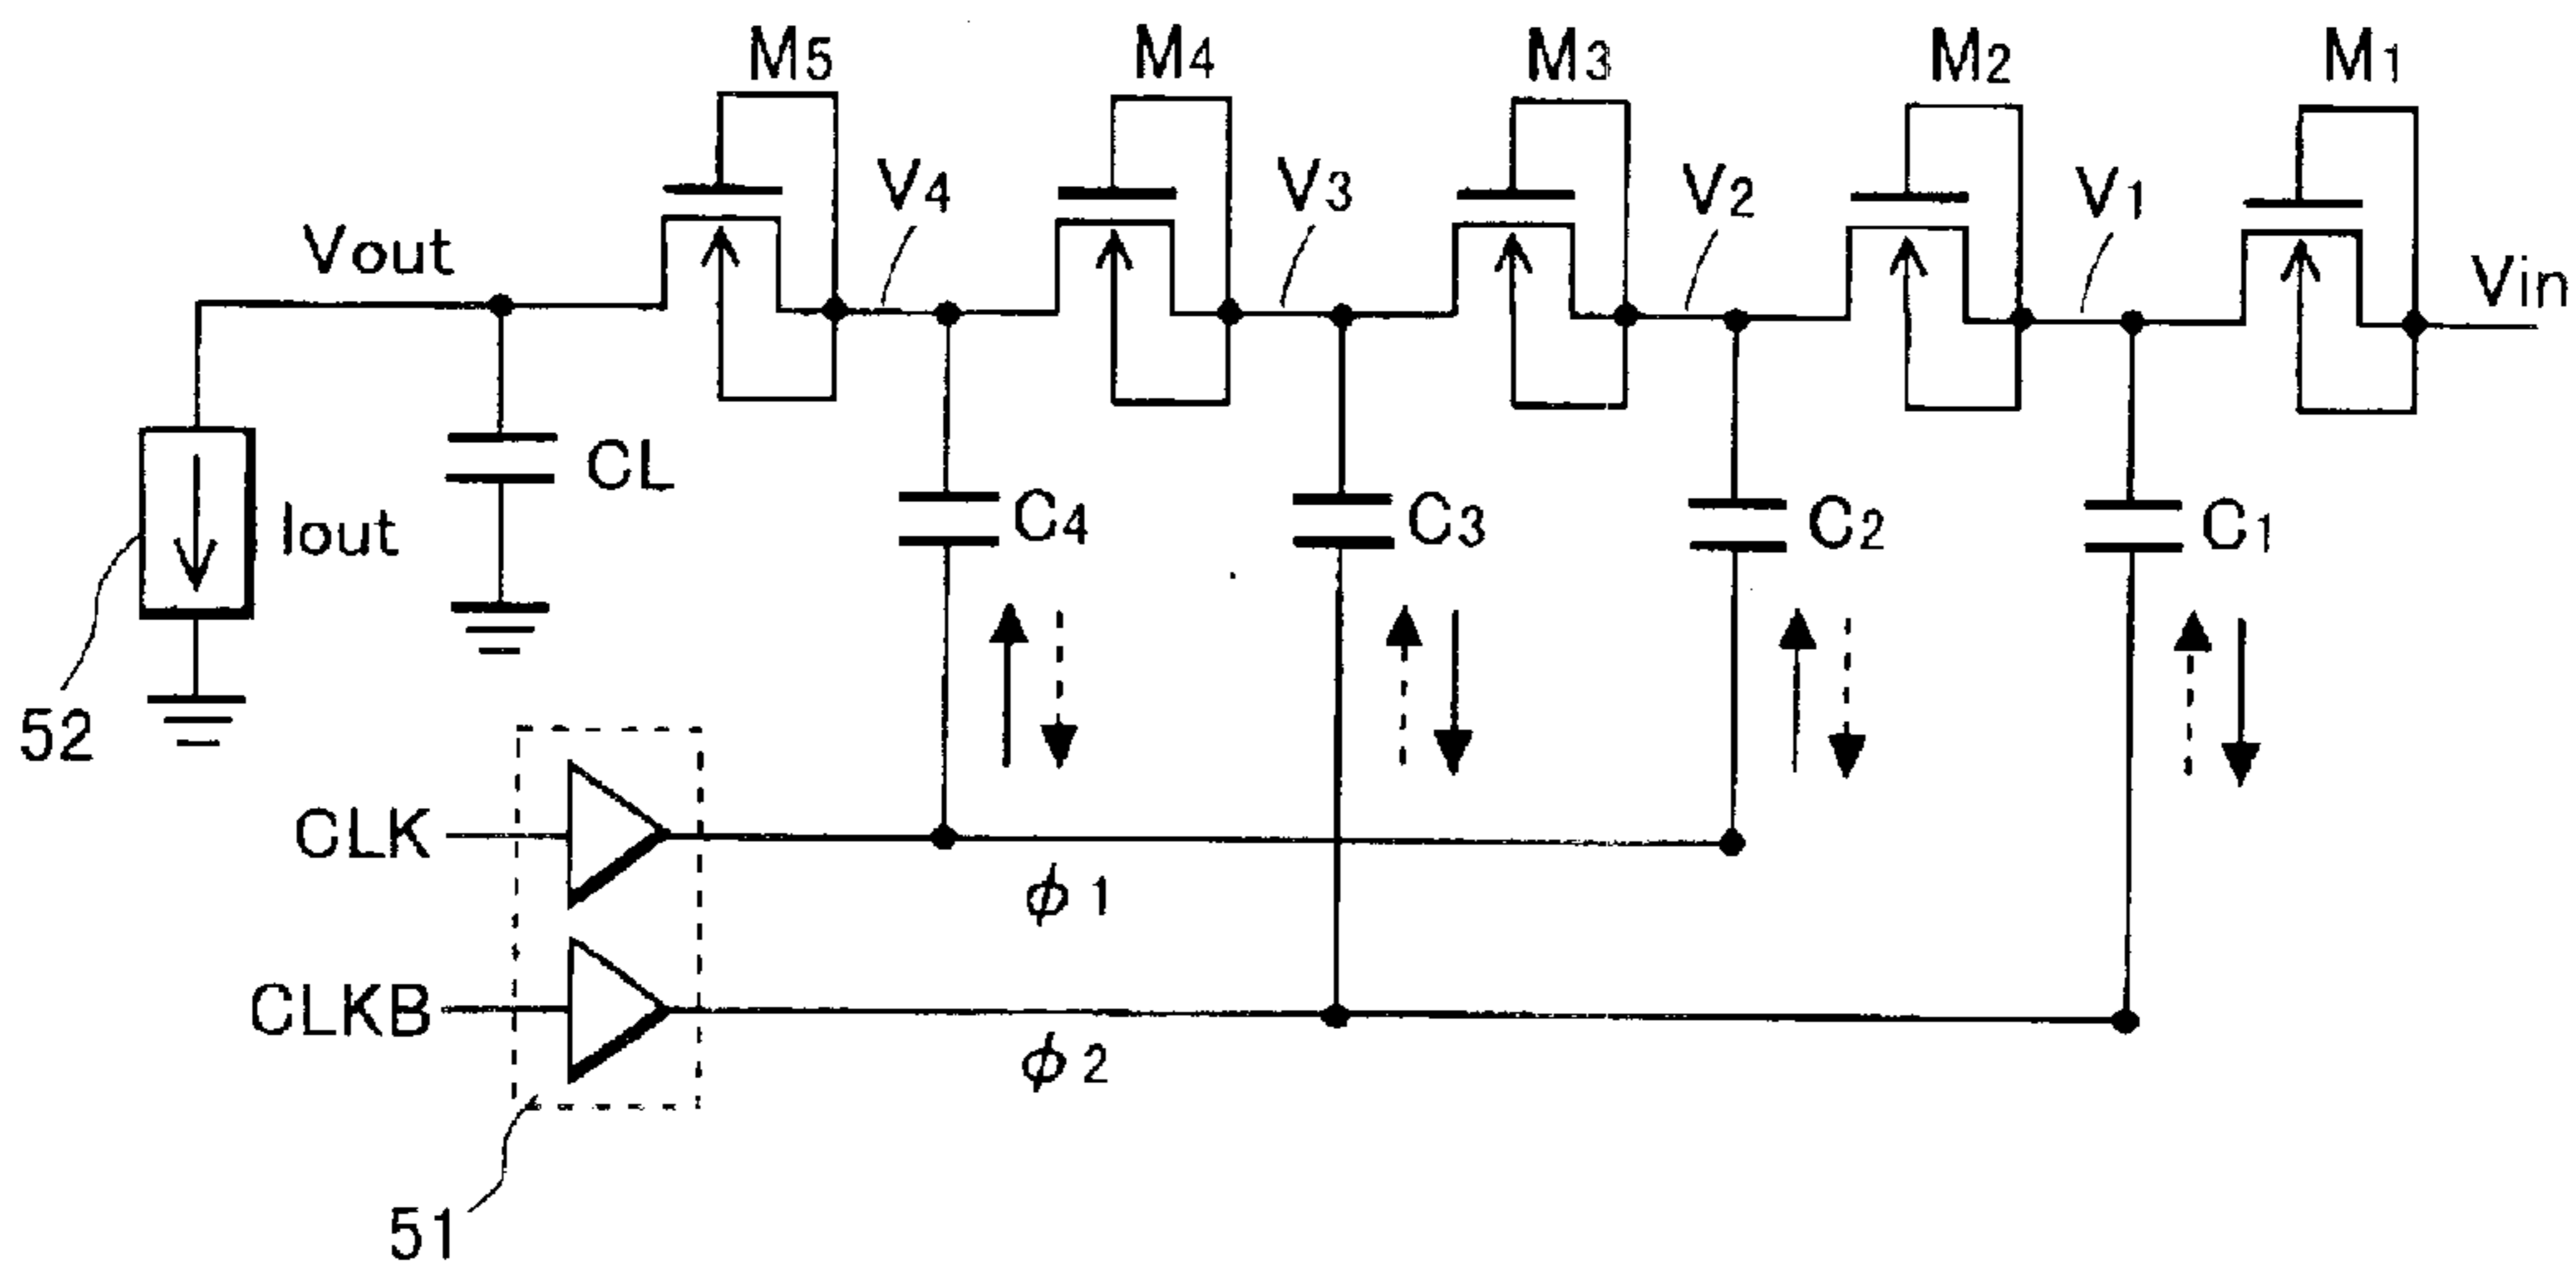 M5 M4 M3 M2 M1
V4 V3 V2 V1
Vout Vin
CL C4 C3 C2 C1
Iout
52
CLK
ϕ1
CLKB
ϕ2
51